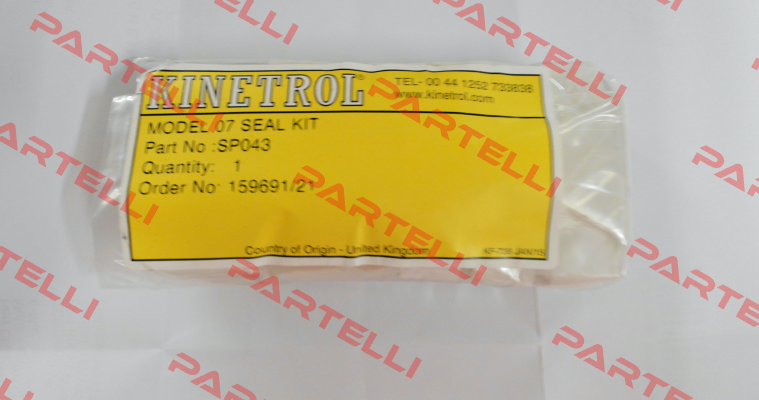 KINETROL®
TEL- 00 44 1252 733838
www.kinetrol.com
MODEL 07 SEAL KIT
Part No :SP043
Quantity: 1
Order No: 159691/21
Country of Origin - United Kingdom
PARTELLI
PARTELLI
PARTELLI
PARTELLI
PARTELLI
PARTELLI
PARTELLI
PARTELLI
PARTELLI
PARTELLI